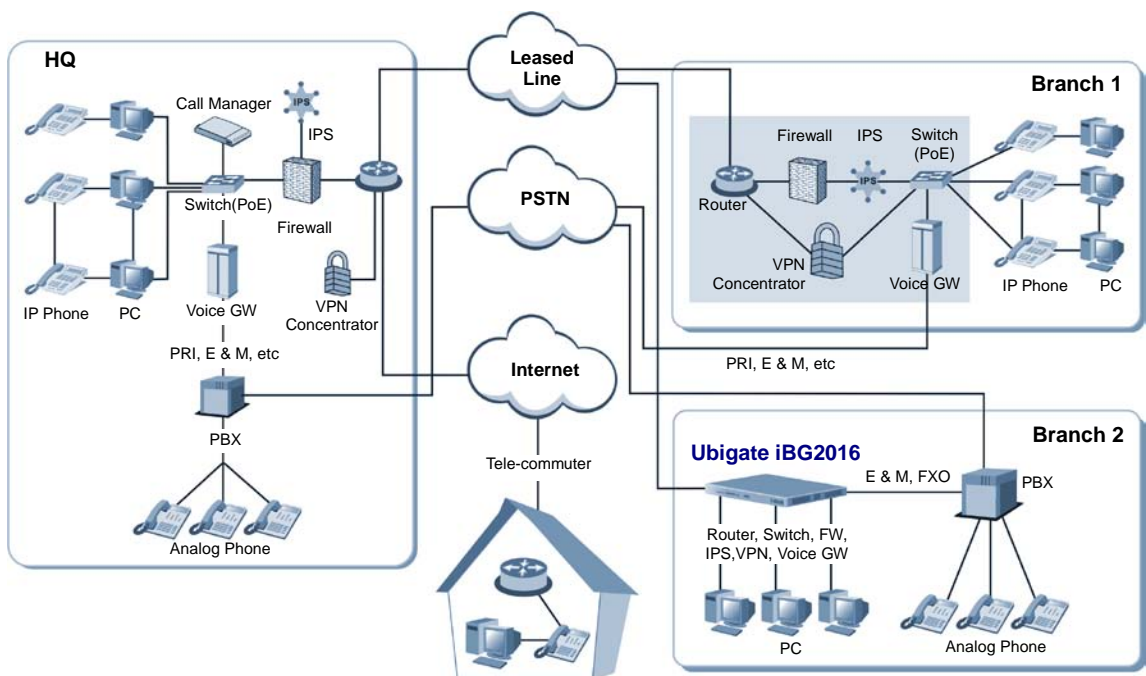 HQ
Call Manager
IPS
IPS
Switch(PoE)
Firewall
IP Phone
PC
Voice GW
VPN
Concentrator
PRI, E & M, etc
PBX
Analog Phone
Leased
Line
PSTN
Internet
Tele-commuter
Branch 1
Firewall
IPS
Switch
(PoE)
Router
IPS
VPN
Concentrator
Voice GW
IP Phone
PC
PRI, E & M, etc
Branch 2
Ubigate iBG2016
E & M, FXO
PBX
Router, Switch, FW,
IPS,VPN, Voice GW
PC
Analog Phone